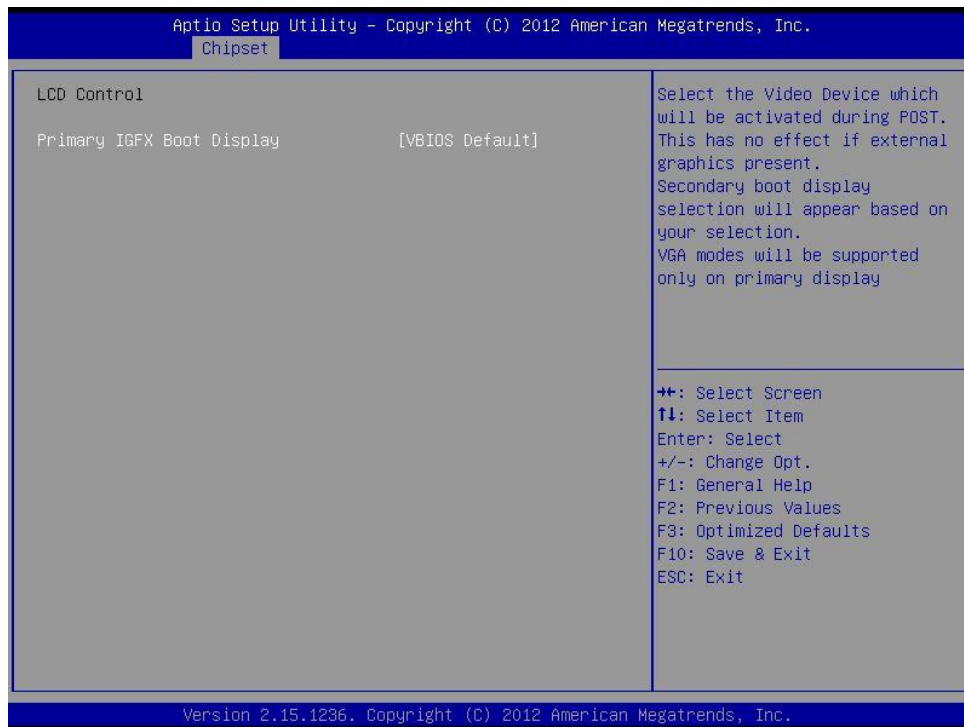 Aptio Setup Utility – Copyright (C) 2012 American Megatrends, Inc.
Chipset
LCD Control
Primary IGFX Boot Display [VBIOS Default]
Select the Video Device which
will be activated during POST.
This has no effect if external
graphics present.
Secondary boot display
selection will appear based on
your selection.
VGA modes will be supported
only on primary display
→←: Select Screen
↑↓: Select Item
Enter: Select
+/-: Change Opt.
F1: General Help
F2: Previous Values
F3: Optimized Defaults
F10: Save & Exit
ESC: Exit
Version 2.15.1236. Copyright (C) 2012 American Megatrends, Inc.